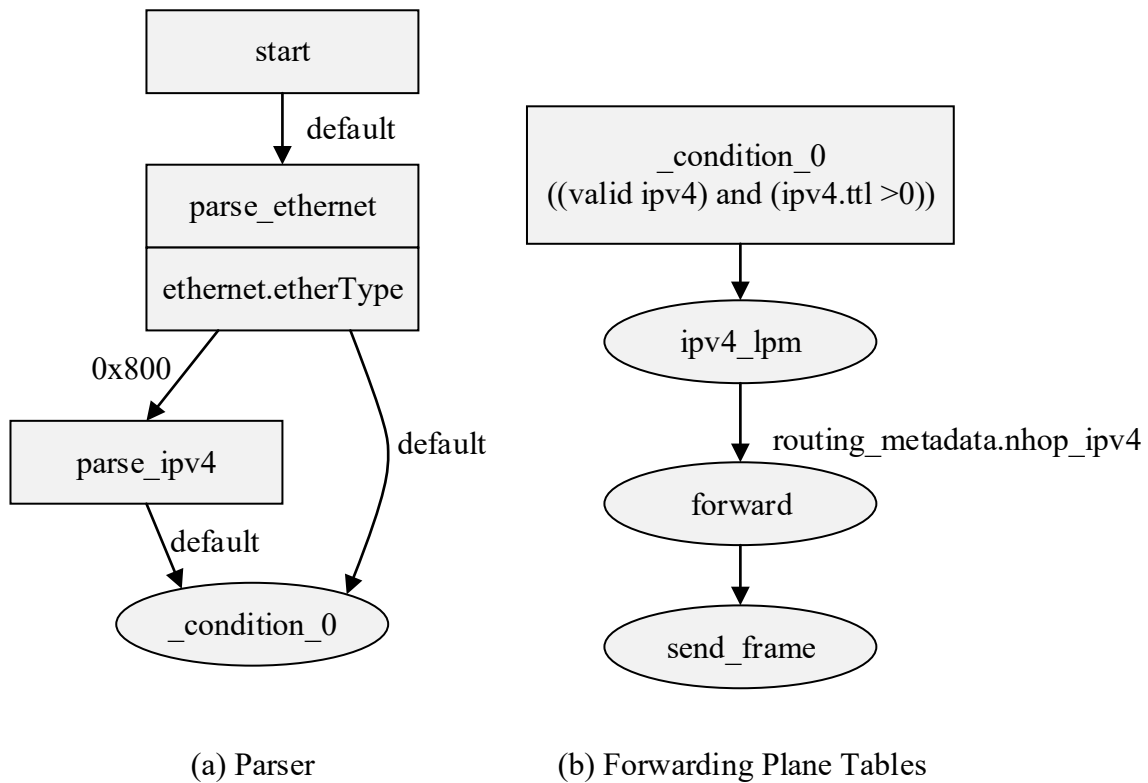 start
default
parse_ethernet
ethernet.etherType
0x800
default
parse_ipv4
default
_condition_0
(a) Parser
_condition_0
((valid ipv4) and (ipv4.ttl >0))
ipv4_lpm
routing_metadata.nhop_ipv4
forward
send_frame
(b) Forwarding Plane Tables